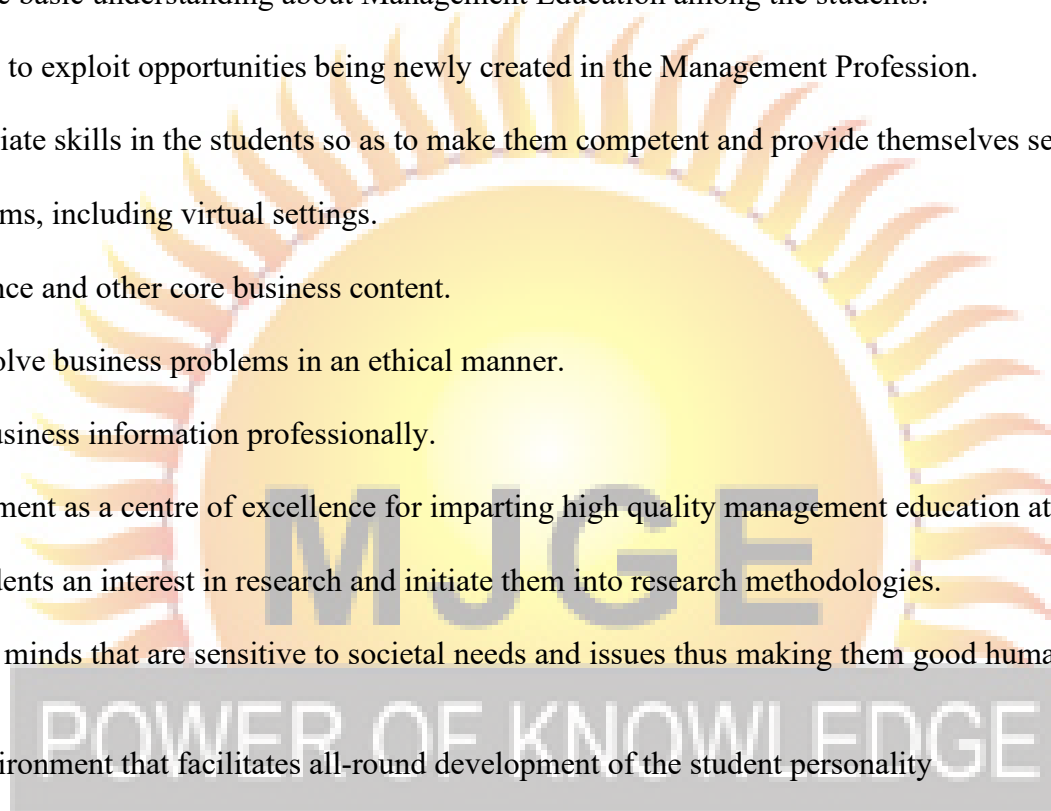 basic understanding about Management Education among the students.
to exploit opportunities being newly created in the Management Profession.
iate skills in the students so as to make them competent and provide themselves se
ms, including virtual settings.
nce and other core business content.
olve business problems in an ethical manner.
usiness information professionally.
ment as a centre of excellence for imparting high quality management education at
MJGE
dents an interest in research and initiate them into research methodologies.
minds that are sensitive to societal needs and issues thus making them good huma
POWER OF KNOWLEDGE
ironment that facilitates all-round development of the student personality